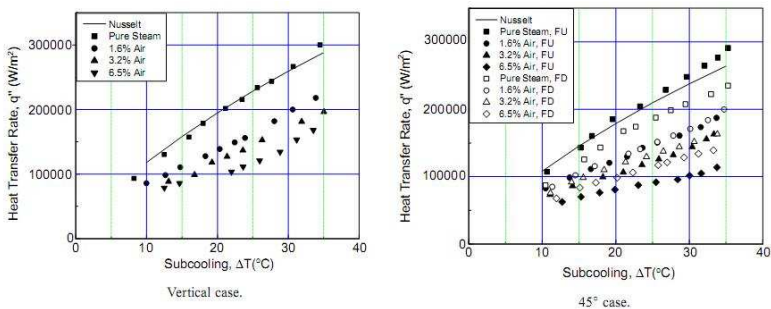 Nusselt
Pure Steam
1.6% Air
3.2% Air
6.5% Air
Heat Transfer Rate, q" (W/m²)
300000
200000
100000
0
0 10 20 30 40
Subcooling, ΔT(°C)
Vertical case.
Nusselt
Pure Steam, FU
1.6% Air, FU
3.2% Air, FU
6.5% Air, FU
Pure Steam, FD
1.6% Air, FD
3.2% Air, FD
6.5% Air, FD
Heat Transfer Rate, q" (W/m²)
300000
200000
100000
0
0 10 20 30 40
Subcooling, ΔT(°C)
45° case.